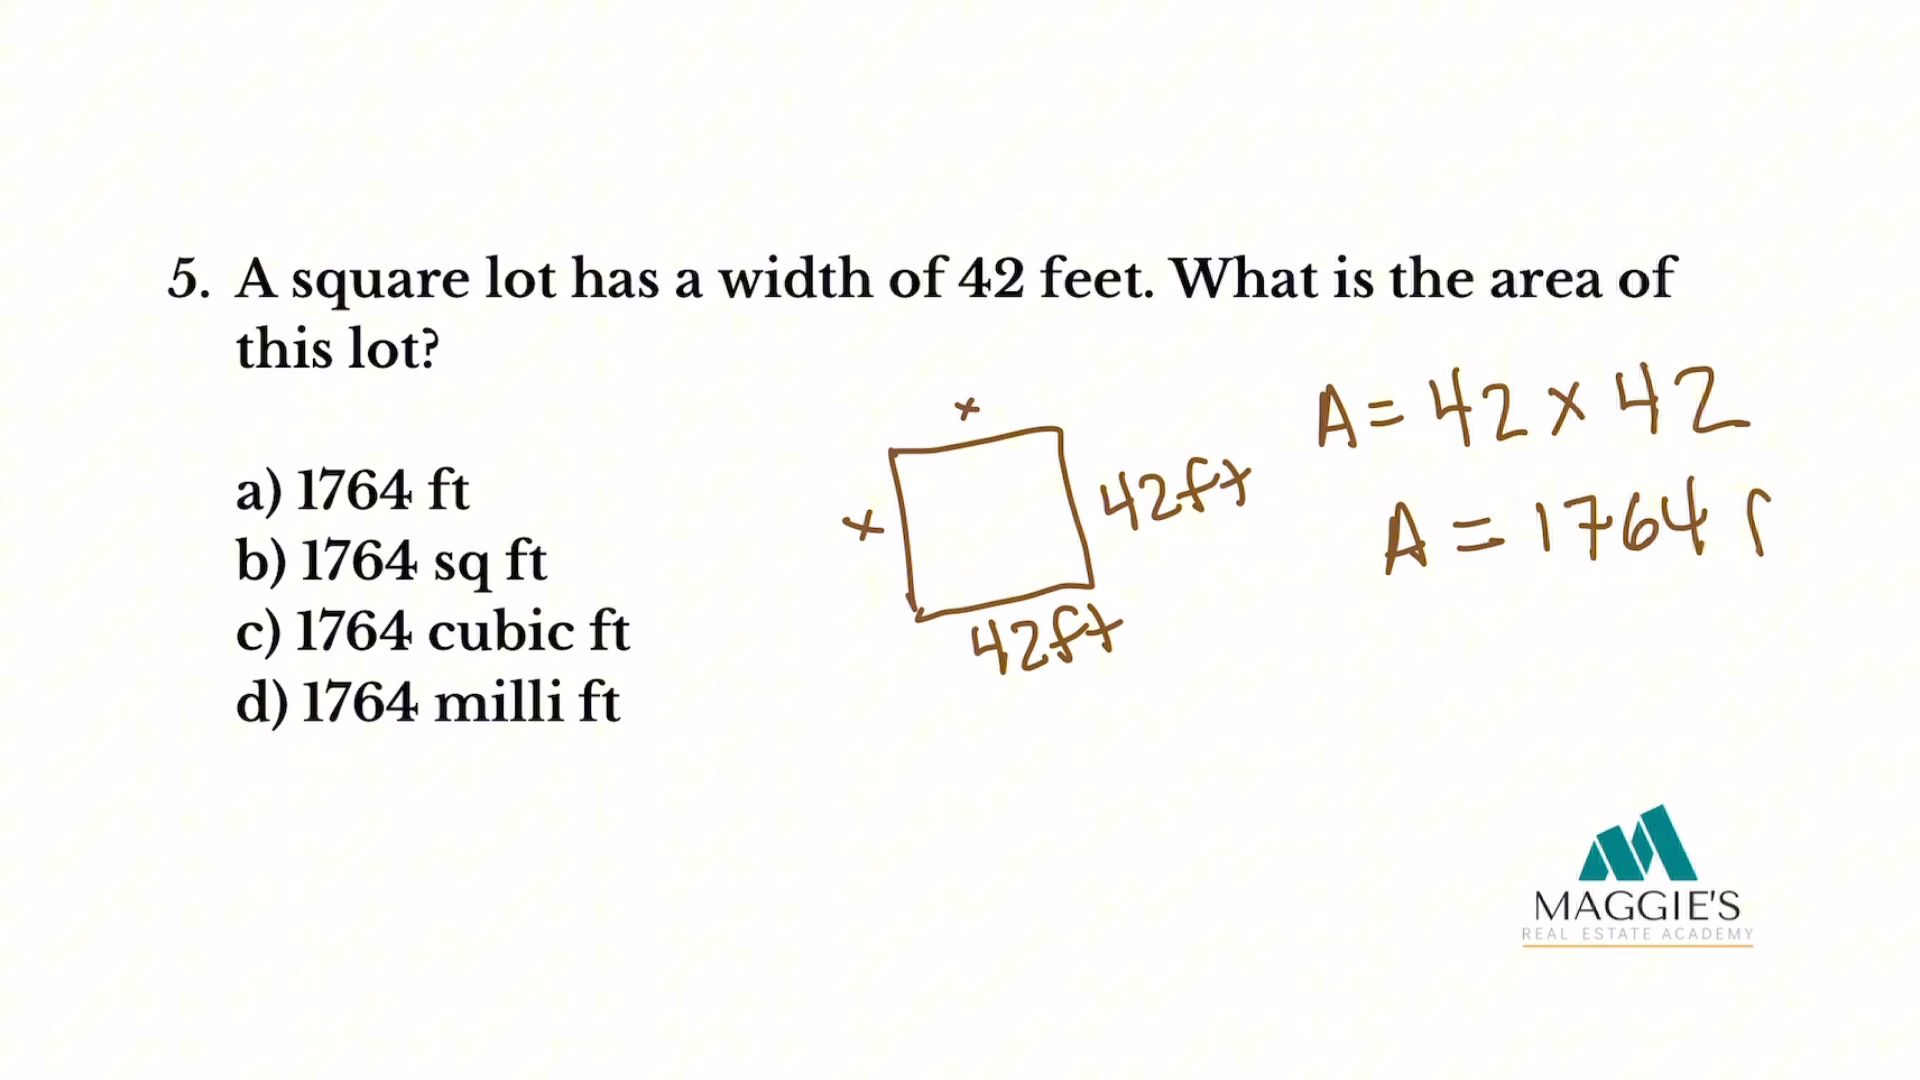 5. A square lot has a width of 42 feet. What is the area of
this lot?
a) 1764 ft
b) 1764 sq ft
c) 1764 cubic ft
d) 1764 milli ft
x
x
42ft
42ft
A = 42 x 42
A = 1764
MAGGIE'S
REAL ESTATE ACADEMY